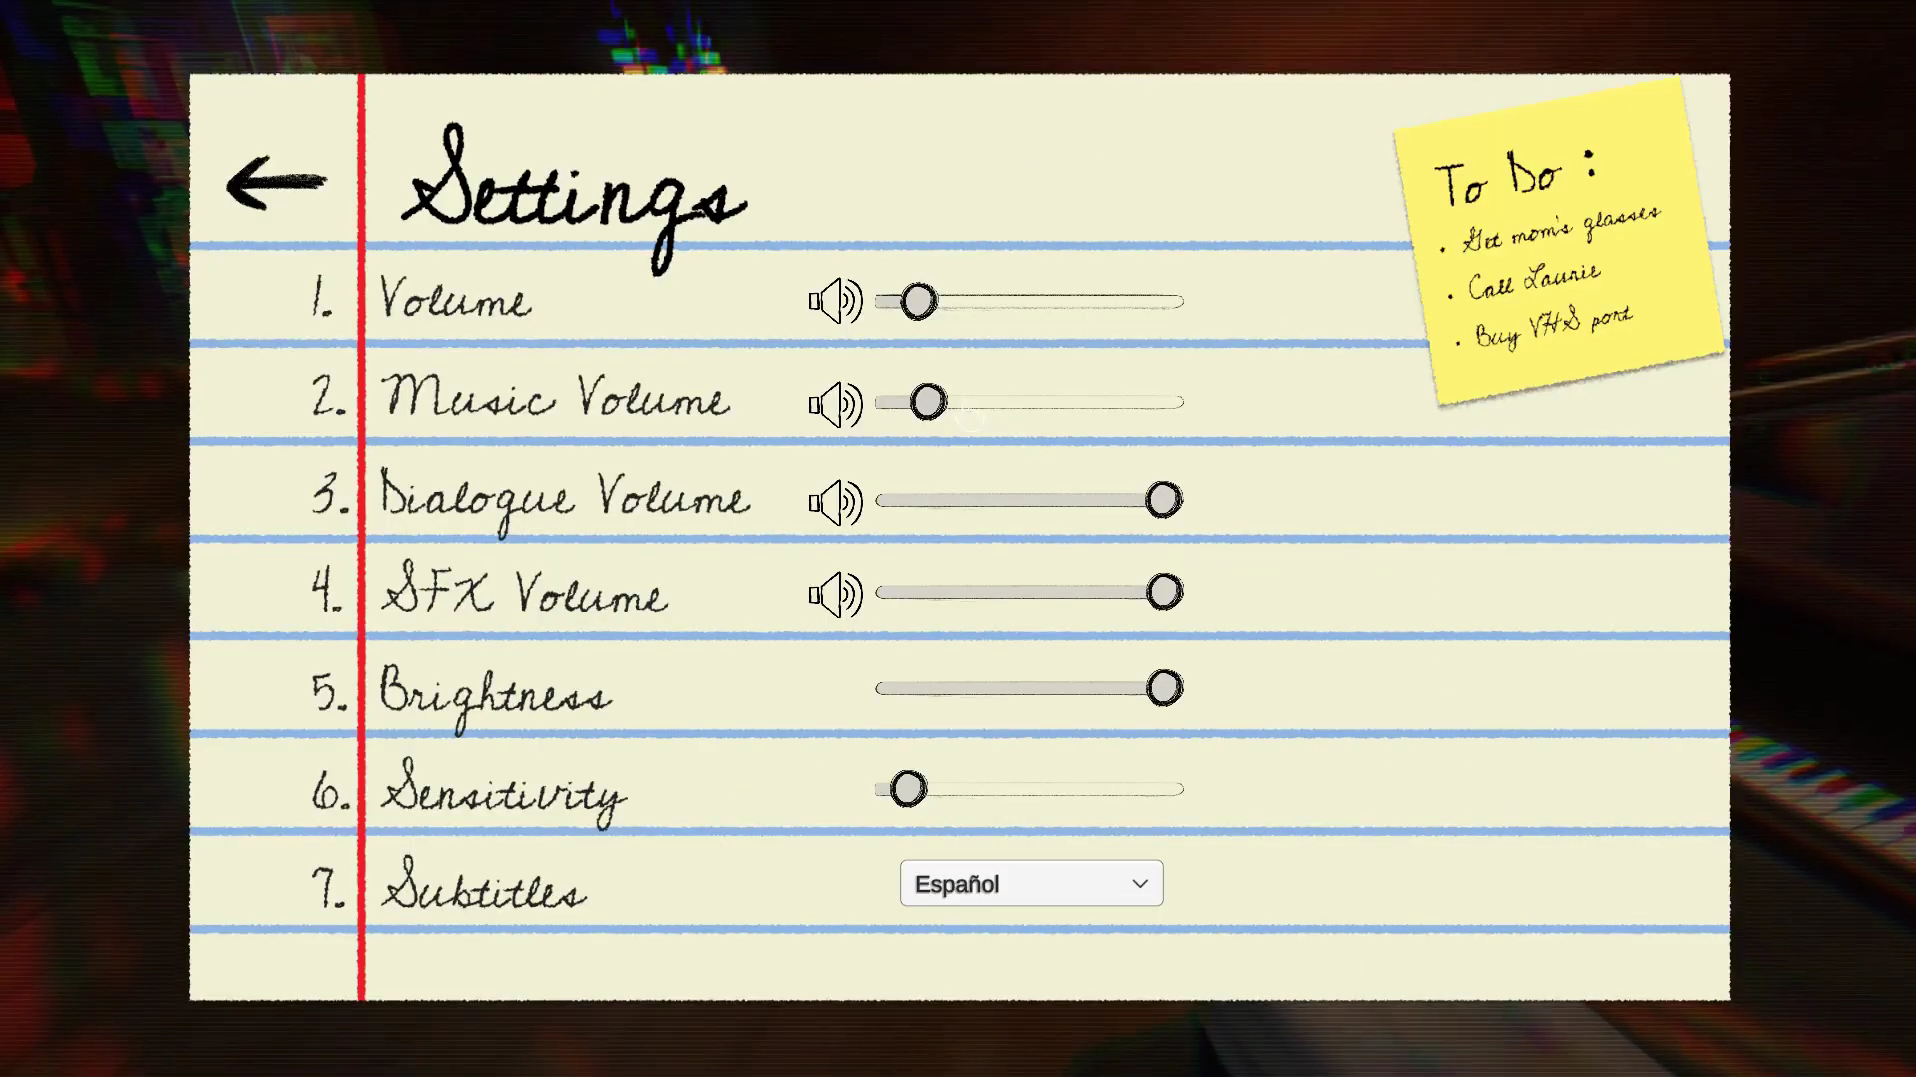 Settings
To Do :
• Get mom's glasses
• Call Laurie
• Buy VHS port
1. Volume
2. Music Volume
3. Dialogue Volume
4. SFX Volume
5. Brightness
6. Sensitivity
7. Subtitles
Español